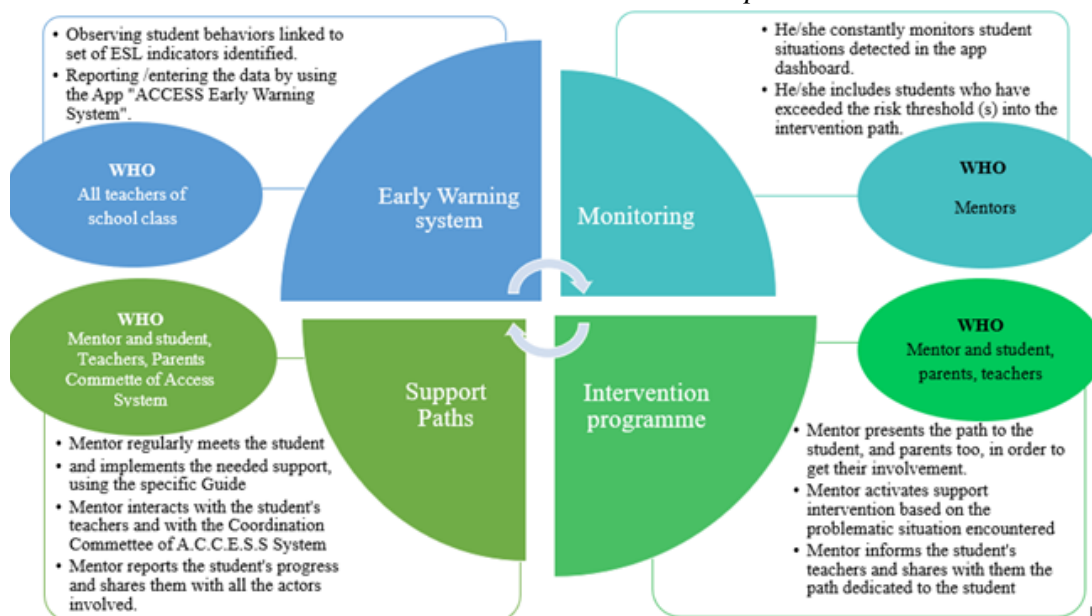 • Observing student behaviors linked to
set of ESL indicators identified.
• Reporting /entering the data by using
the App "ACCESS Early Warning
System".
WHO
All teachers of
school class
Early Warning
system
• He/she constantly monitors student
situations detected in the app
dashboard.
• He/she includes students who have
exceeded the risk threshold (s) into the
intervention path.
WHO
Mentors
Monitoring
WHO
Mentor and student,
Teachers, Parents
Commette of Access
System
Support
Paths
• Mentor regularly meets the student
• and implements the needed support,
using the specific Guide
• Mentor interacts with the student's
teachers and with the Coordination
Committee of A.C.C.E.S.S System
• Mentor reports the student's progress
and shares them with all the actors
involved.
Intervention
programme
WHO
Mentor and student,
parents, teachers
• Mentor presents the path to the
student, and parents too, in order to
get their involvement.
• Mentor activates support
intervention based on the
problematic situation encountered
• Mentor informs the student's
teachers and shares with them the
path dedicated to the student